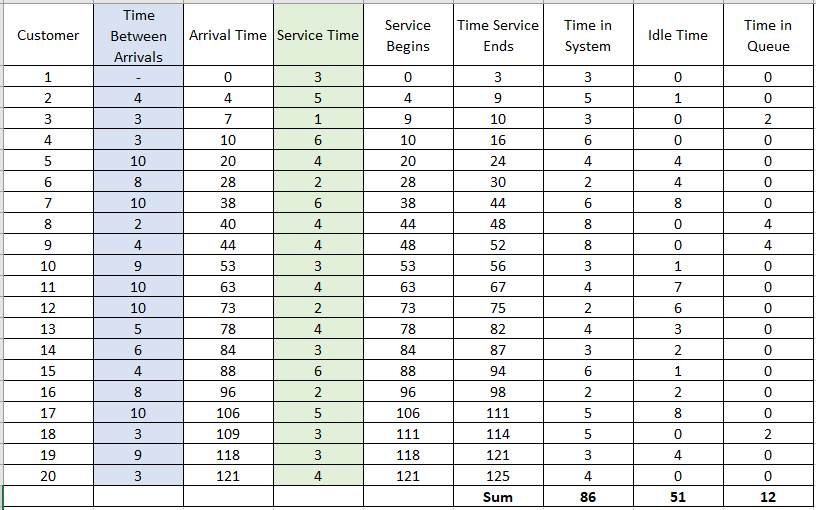 Customer Time Between Arrivals Arrival Time Service Time Service Begins Time Service Ends Time in System Idle Time Time in Queue
1 - 0 3 0 3 3 0 0
2 4 4 5 4 9 5 1 0
3 3 7 1 9 10 3 0 2
4 3 10 6 10 16 6 0 0
5 10 20 4 20 24 4 4 0
6 8 28 2 28 30 2 4 0
7 10 38 6 38 44 6 8 0
8 2 40 4 44 48 8 0 4
9 4 44 4 48 52 8 0 4
10 9 53 3 53 56 3 1 0
11 10 63 4 63 67 4 7 0
12 10 73 2 73 75 2 6 0
13 5 78 4 78 82 4 3 0
14 6 84 3 84 87 3 2 0
15 4 88 6 88 94 6 1 0
16 8 96 2 96 98 2 2 0
17 10 106 5 106 111 5 8 0
18 3 109 3 111 114 5 0 2
19 9 118 3 118 121 3 4 0
20 3 121 4 121 125 4 0 0
Sum 86 51 12